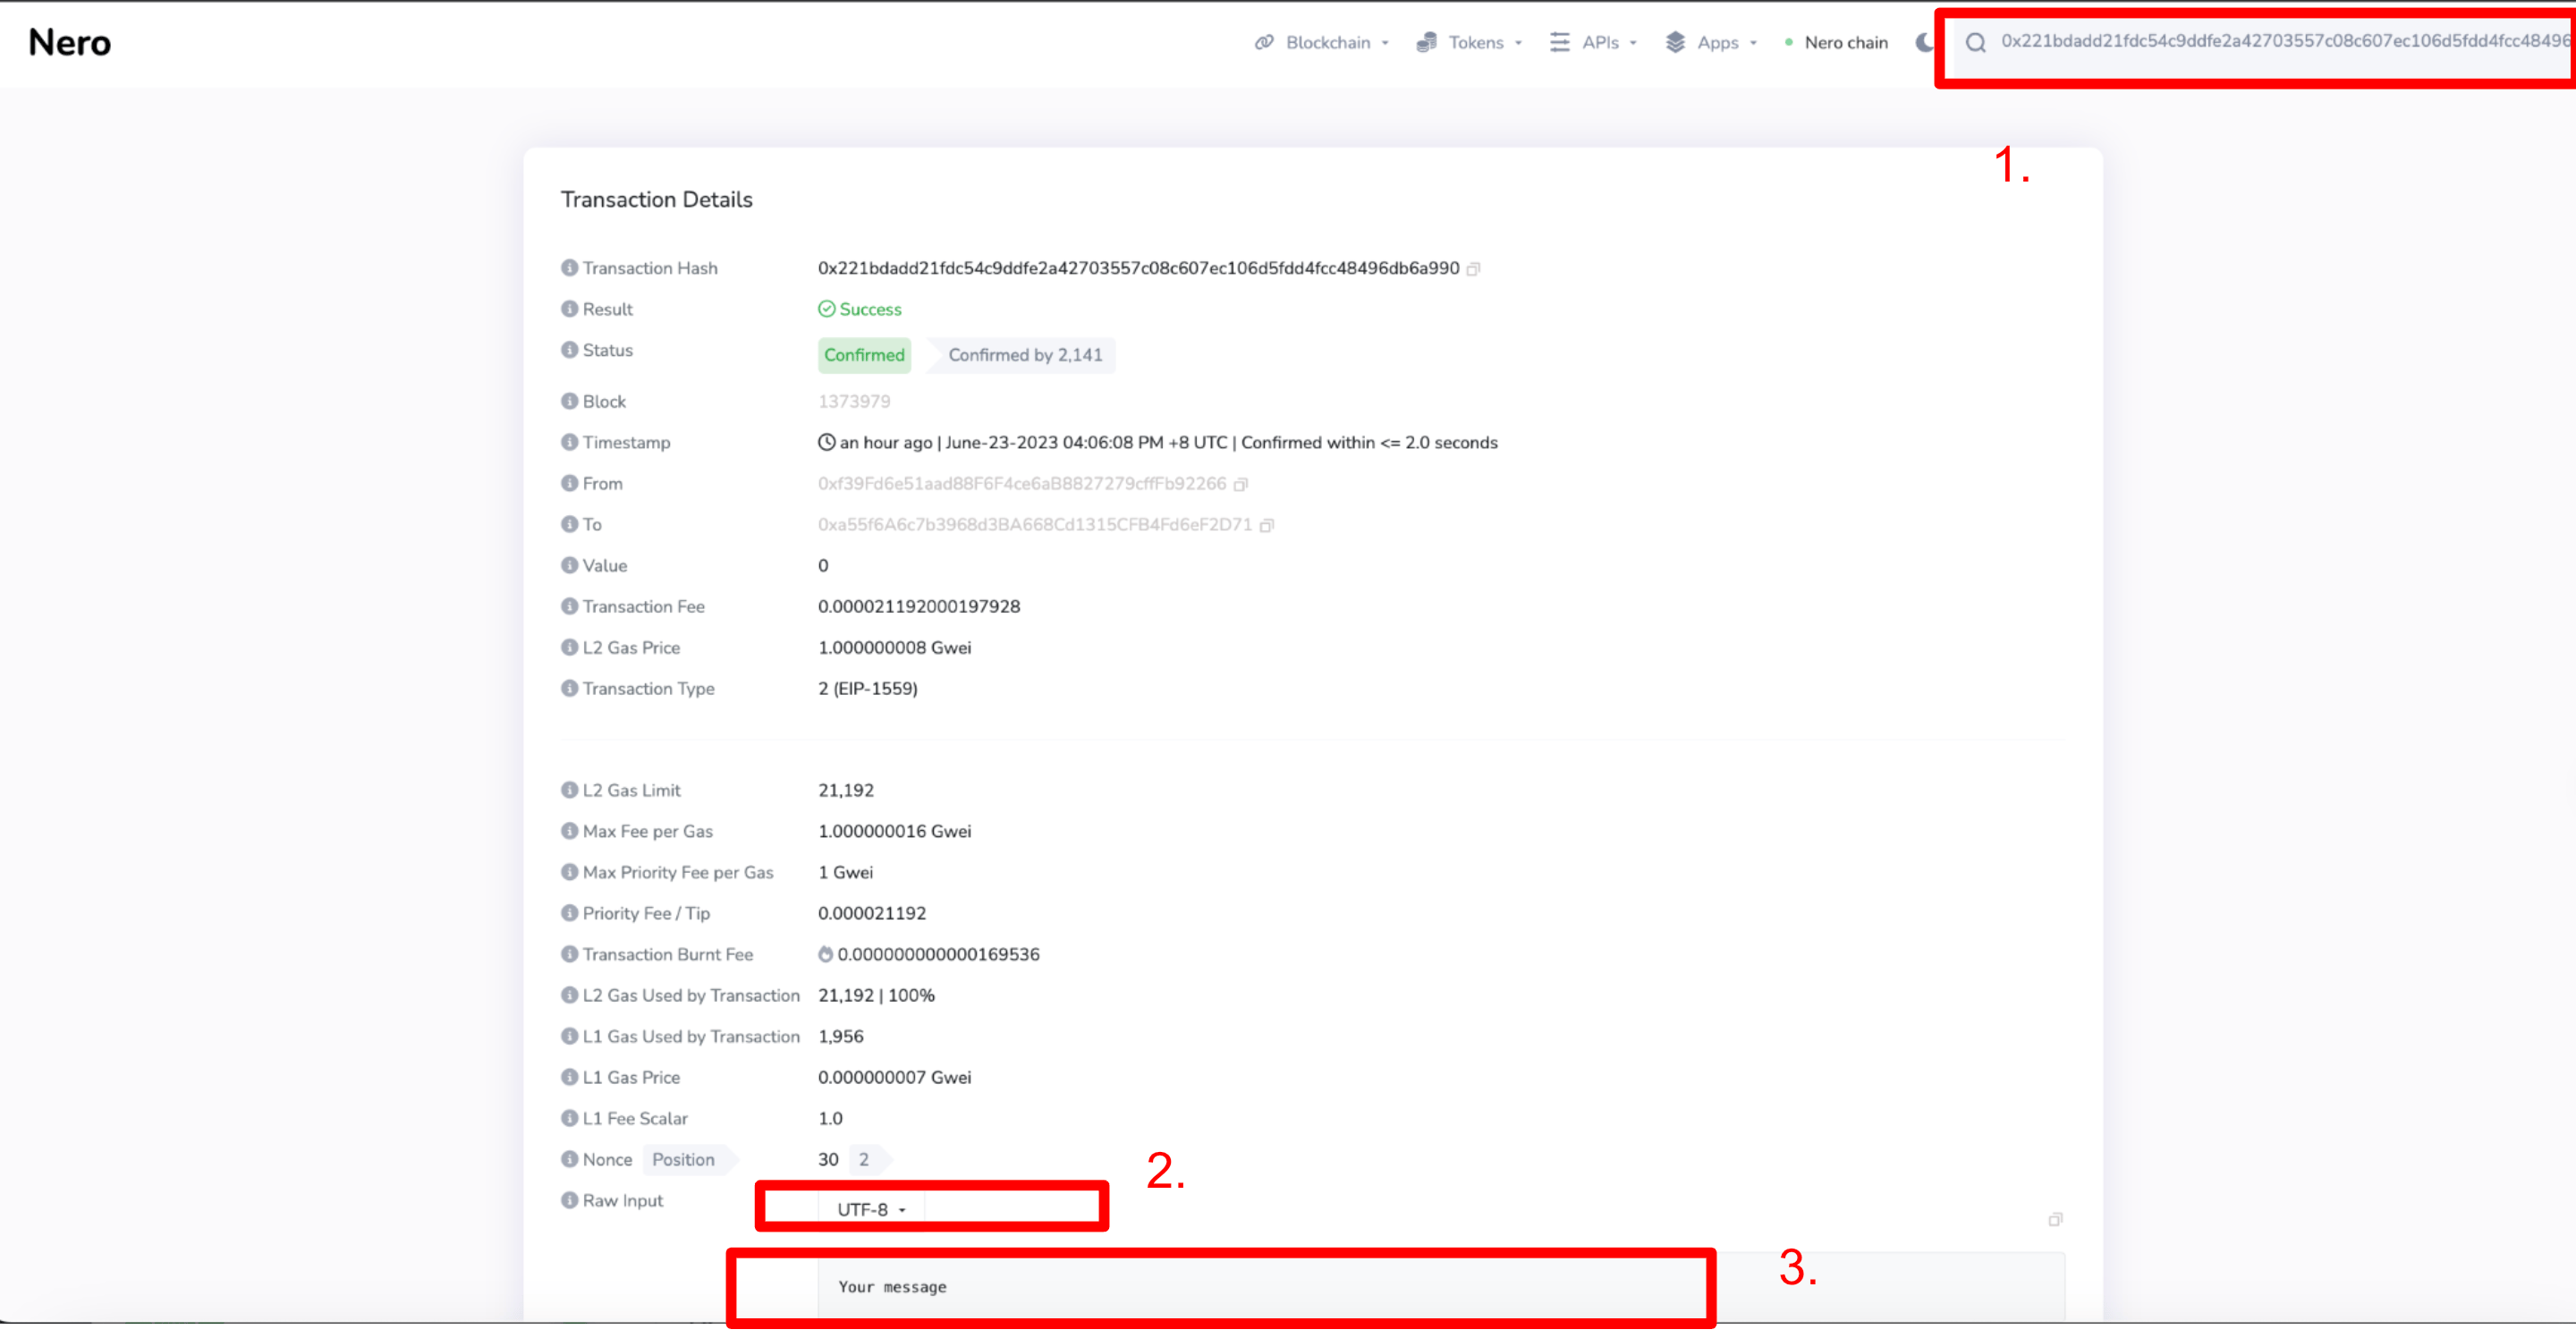 Nero
Blockchain Tokens APIs Apps Nero chain 0x221bdadd21fdc54c9ddfe2a42703557c08c607ec106d5fdd4fcc48496
1.
Transaction Details
Transaction Hash 0x221bdadd21fdc54c9ddfe2a42703557c08c607ec106d5fdd4fcc48496db6a990
Result Success
Status Confirmed Confirmed by 2,141
Block 1373979
Timestamp an hour ago | June-23-2023 04:06:08 PM +8 UTC | Confirmed within <= 2.0 seconds
From 0xf39Fd6e51aad88F6F4ce6aB8827279cffFb92266
To 0xa55f6A6c7b3968d3BA668Cd1315CFB4Fd6eF2D71
Value 0
Transaction Fee 0.000021192000197928
L2 Gas Price 1.000000008 Gwei
Transaction Type 2 (EIP-1559)
L2 Gas Limit 21,192
Max Fee per Gas 1.000000016 Gwei
Max Priority Fee per Gas 1 Gwei
Priority Fee / Tip 0.000021192
Transaction Burnt Fee 0.000000000000169536
L2 Gas Used by Transaction 21,192 | 100%
L1 Gas Used by Transaction 1,956
L1 Gas Price 0.000000007 Gwei
L1 Fee Scalar 1.0
Nonce Position 30 2
2.
Raw Input UTF-8
3.
Your message